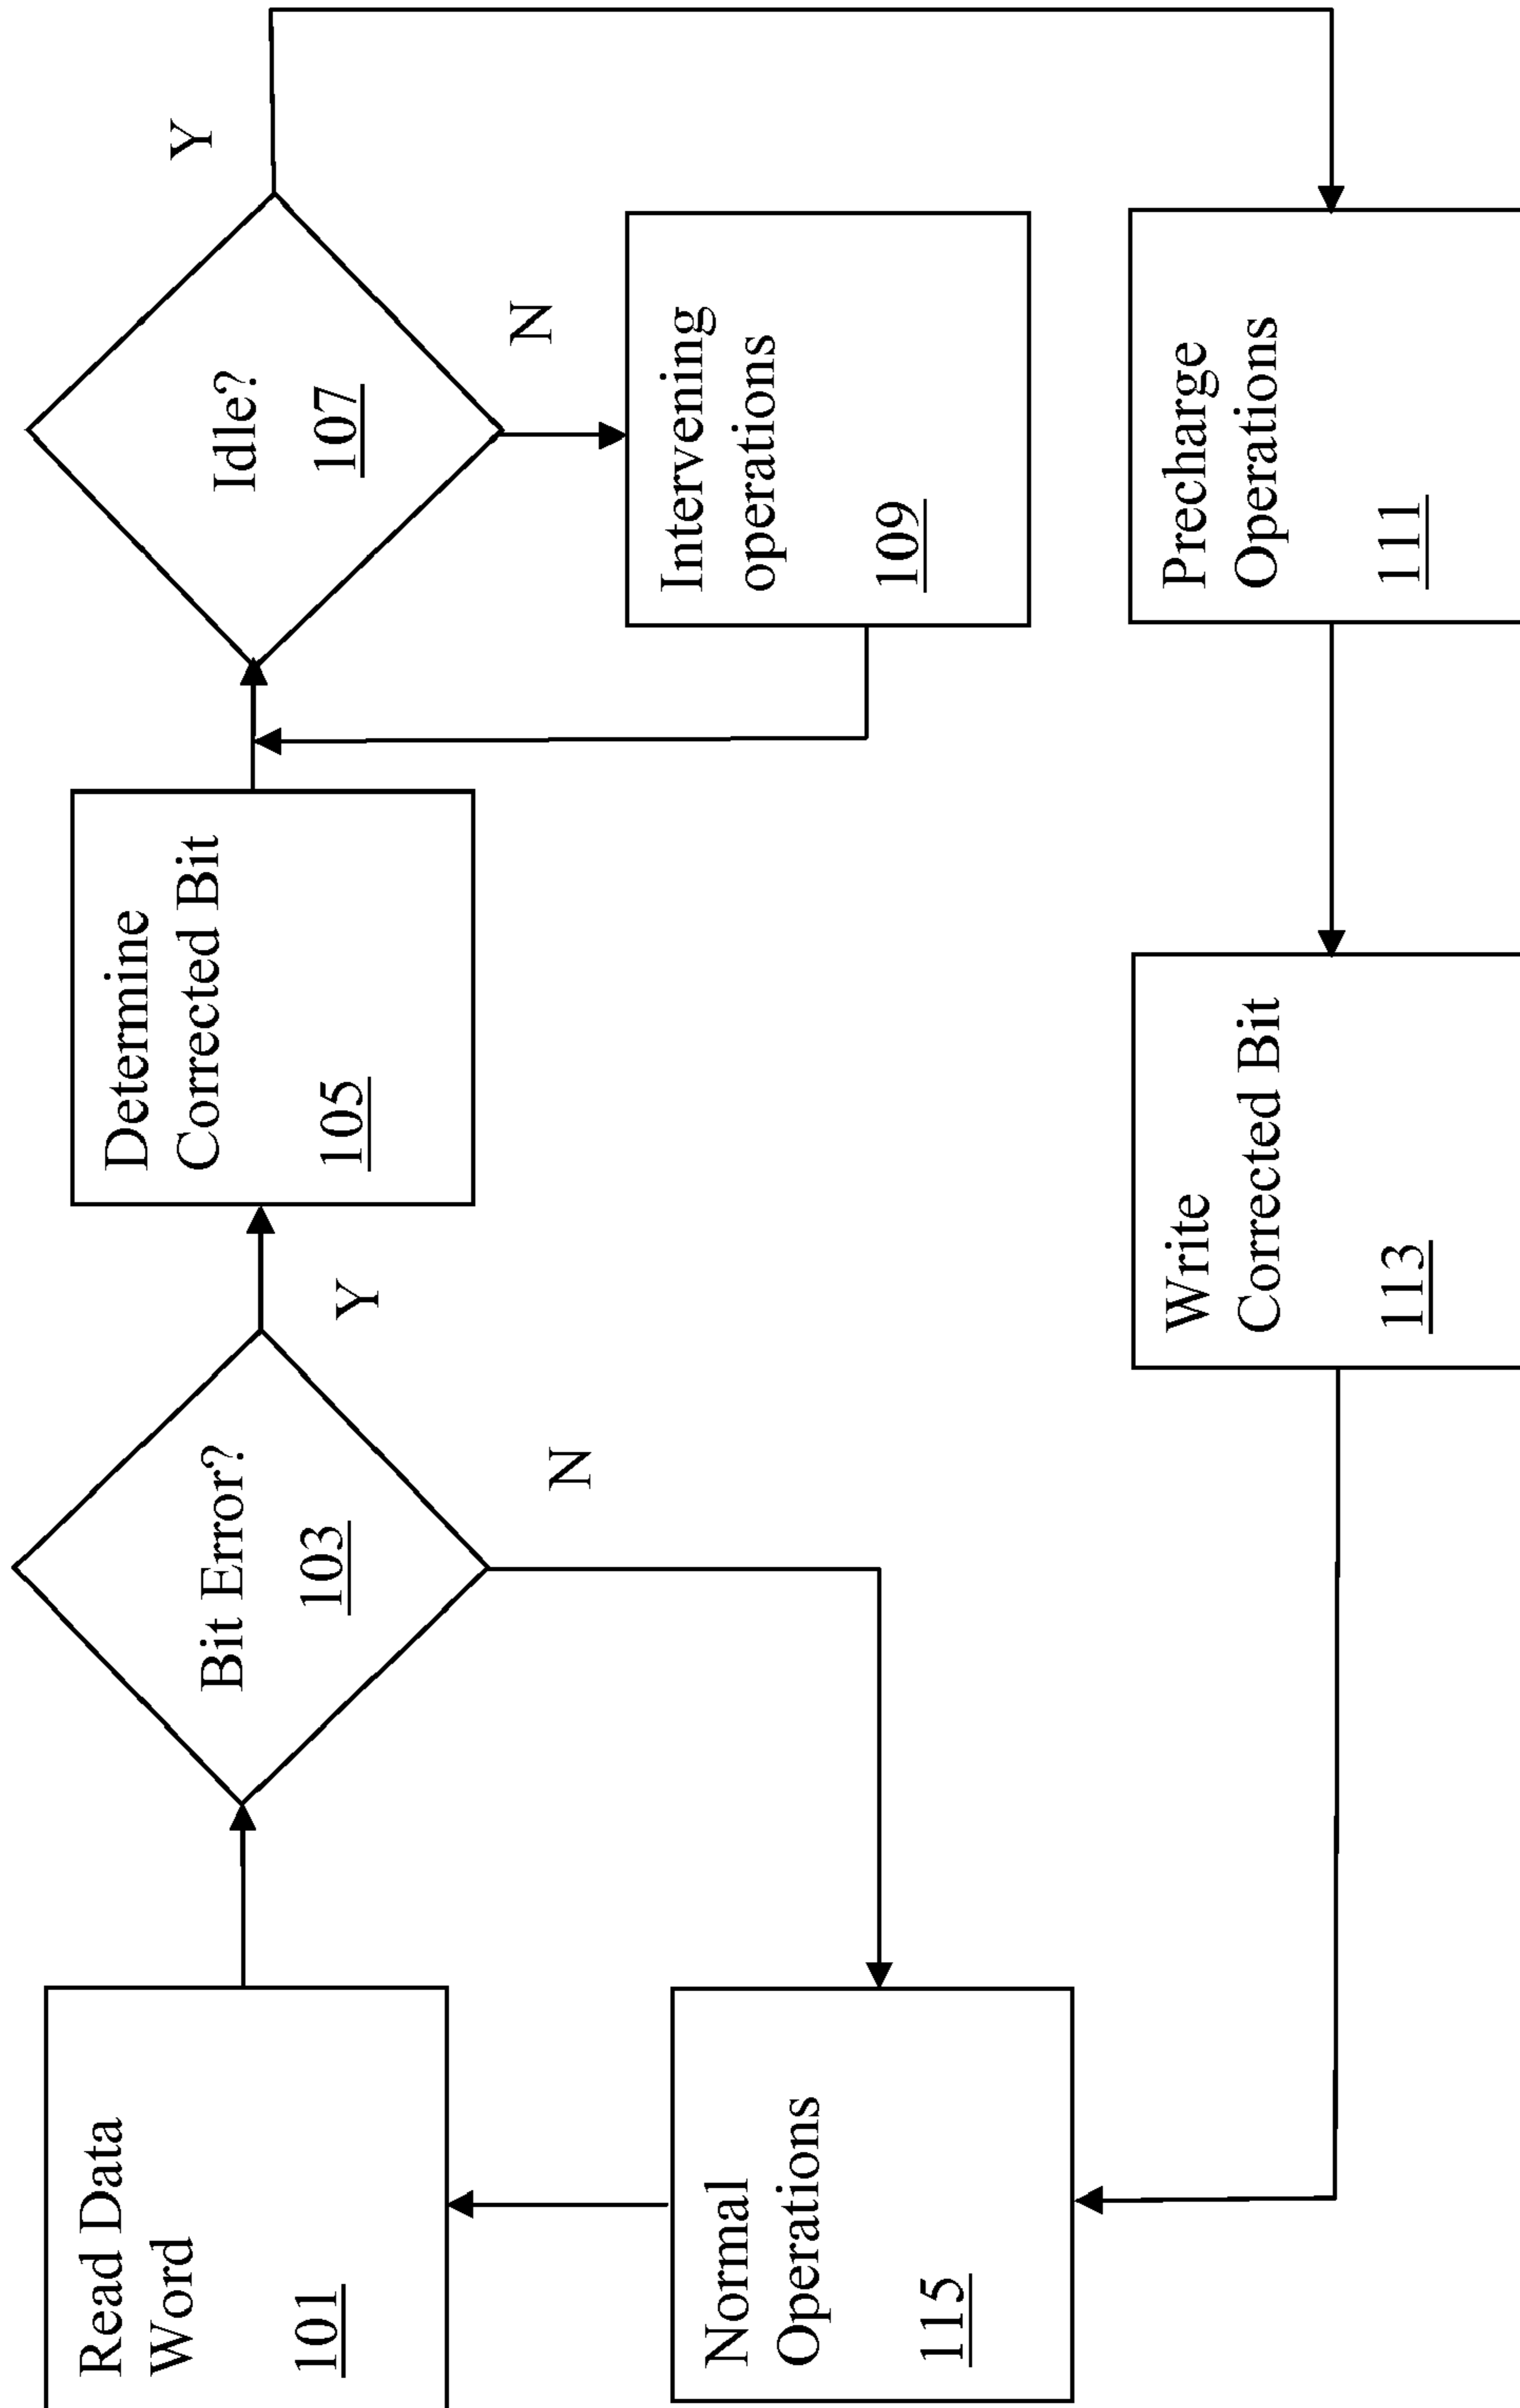 Read Data
Word
101
Bit Error?
103
Y
N
Determine
Corrected Bit
105
Idle?
107
Y
N
Intervening
operations
109
Normal
Operations
115
Write
Corrected Bit
113
Precharge
Operations
111